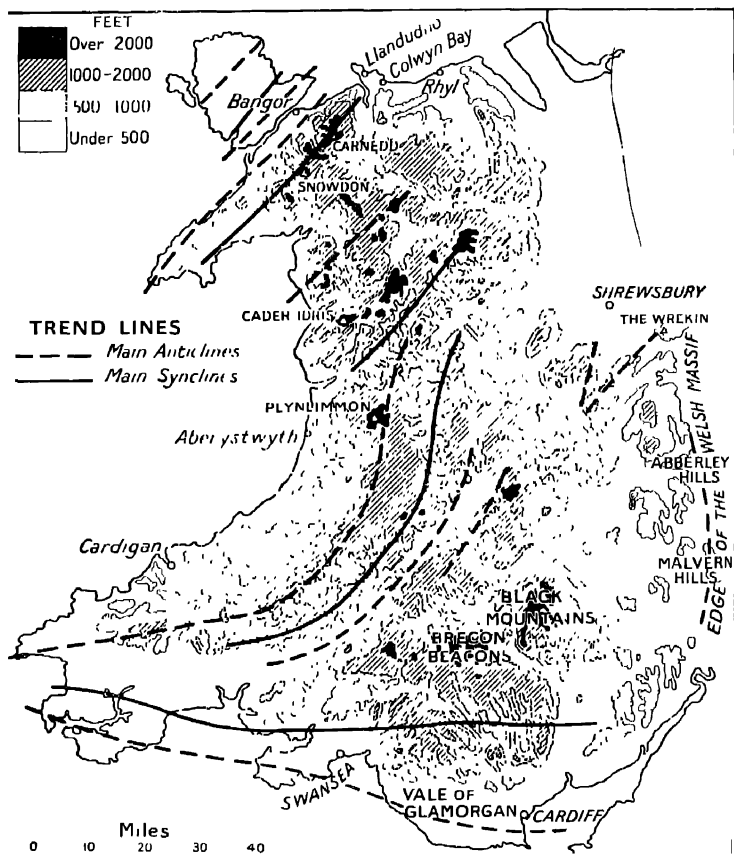 FEET
Over 2000
1000-2000
500 1000
Under 500
Llandudno
Colwyn Bay
Rhyl
Bangor
CARNEDD
SNOWDON
SHREWSBURY
THE WREKIN
CADER IDRIS
TREND LINES
Main Anticlines
Main Synclines
PLYNLIMMON
Aberystwyth
EDGE OF THE WELSH MASSIF
ABBERLEY
HILLS
Cardigan
MALVERN
HILLS
BLACK
MOUNTAINS
BRECON
BEACONS
SWANSEA
VALE OF
GLAMORGAN
CARDIFF
Miles
0 10 20 30 40